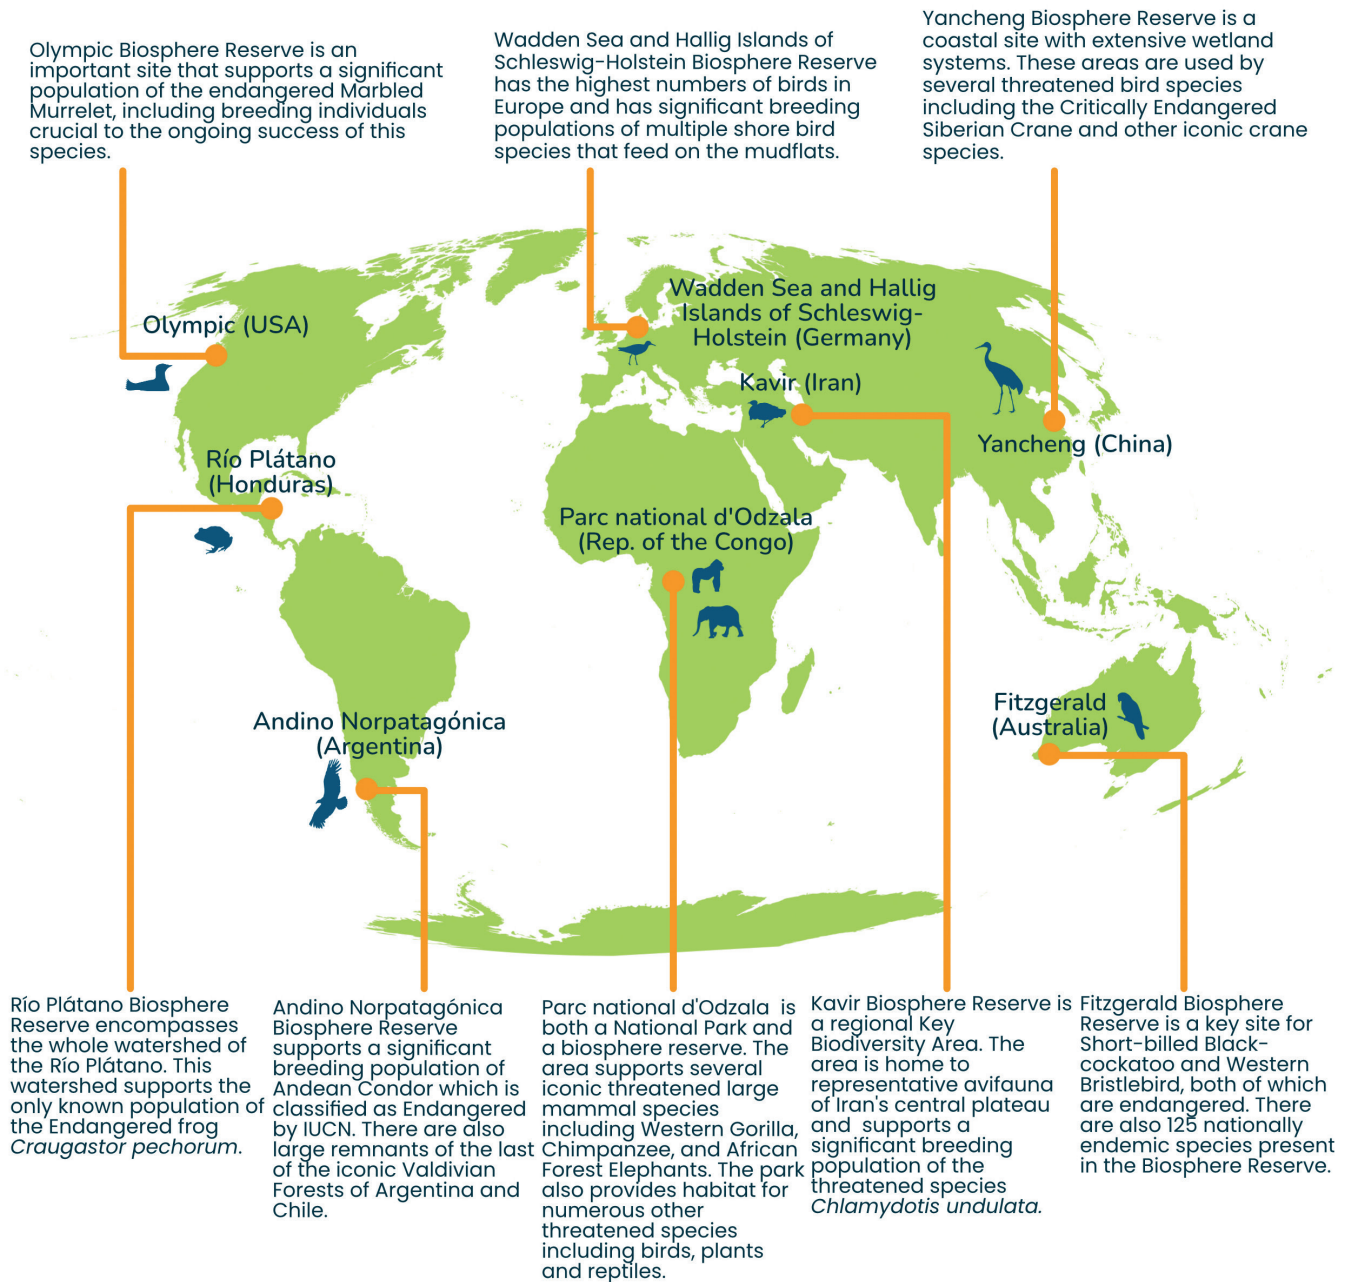 Olympic Biosphere Reserve is an
important site that supports a significant
population of the endangered Marbled
Murrelet, including breeding individuals
crucial to the ongoing success of this
species.
Wadden Sea and Hallig Islands of
Schleswig-Holstein Biosphere Reserve
has the highest numbers of birds in
Europe and has significant breeding
populations of multiple shore bird
species that feed on the mudflats.
Yancheng Biosphere Reserve is a
coastal site with extensive wetland
systems. These areas are used by
several threatened bird species
including the Critically Endangered
Siberian Crane and other iconic crane
species.
Olympic (USA)
Wadden Sea and Hallig
Islands of Schleswig-
Holstein (Germany)
Kavir (Iran)
Yancheng (China)
Río Plátano
(Honduras)
Parc national d'Odzala
(Rep. of the Congo)
Andino Norpatagónica
(Argentina)
Fitzgerald
(Australia)
Río Plátano Biosphere
Reserve encompasses
the whole watershed of
the Río Plátano. This
watershed supports the
only known population of
the Endangered frog
Craugastor pechorum.
Andino Norpatagónica
Biosphere Reserve
supports a significant
breeding population of
Andean Condor which is
classified as Endangered
by IUCN. There are also
large remnants of the last
of the iconic Valdivian
Forests of Argentina and
Chile.
Parc national d'Odzala is
both a National Park and
a biosphere reserve. The
area supports several
iconic threatened large
mammal species
including Western Gorilla,
Chimpanzee, and African
Forest Elephants. The park
also provides habitat for
numerous other
threatened species
including birds, plants
and reptiles.
Kavir Biosphere Reserve is
a regional Key
Biodiversity Area. The
area is home to
representative avifauna
of Iran's central plateau
and supports a
significant breeding
population of the
threatened species
Chlamydotis undulata.
Fitzgerald Biosphere
Reserve is a key site for
Short-billed Black-
cockatoo and Western
Bristlebird, both of which
are endangered. There
are also 125 nationally
endemic species present
in the Biosphere Reserve.